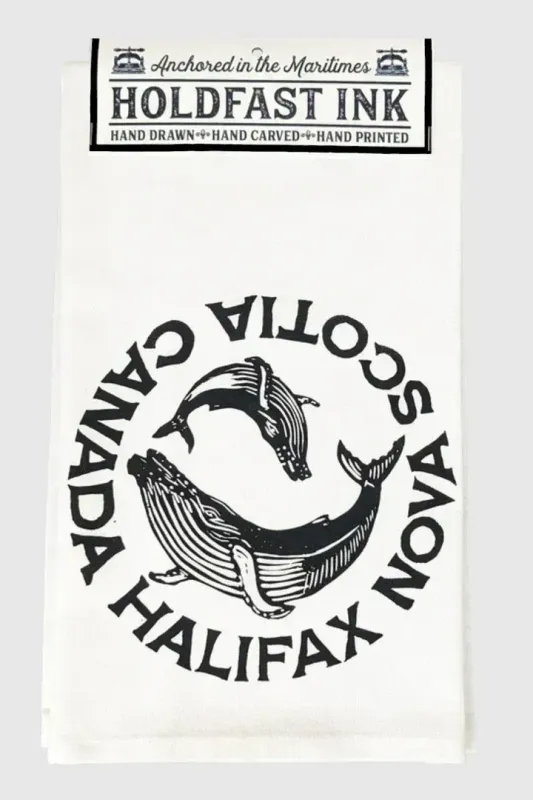 Anchored in the Maritimes
HOLDFAST INK
HAND DRAWN HAND CARVED HAND PRINTED
HALIFAX NOVA SCOTIA CANADA